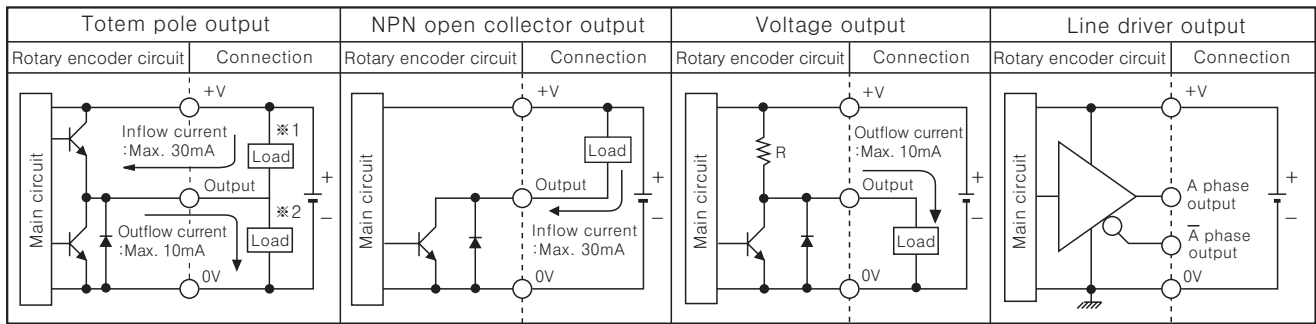 Totem pole output
NPN open collector output
Voltage output
Line driver output
Rotary encoder circuit
Connection
Rotary encoder circuit
Connection
Rotary encoder circuit
Connection
Rotary encoder circuit
Connection
Main circuit
+V
Inflow current
:Max. 30mA
※1
Load
Output
※2
Outflow current
:Max. 10mA
Load
0V
+
−
Main circuit
+V
Load
Output
Inflow current
:Max. 30mA
0V
+
−
Main circuit
+V
R
Outflow current
:Max. 10mA
Output
Load
0V
+
−
Main circuit
+V
A phase
output
A̅ phase
output
0V
+
−